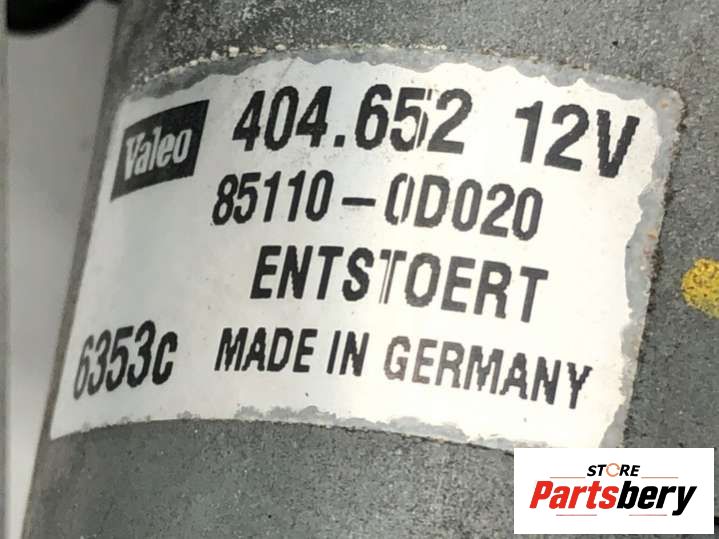 Valeo 404.652 12V
85110-0D020
ENTSTOERT
6353c MADE IN GERMANY
STORE
Partsbery